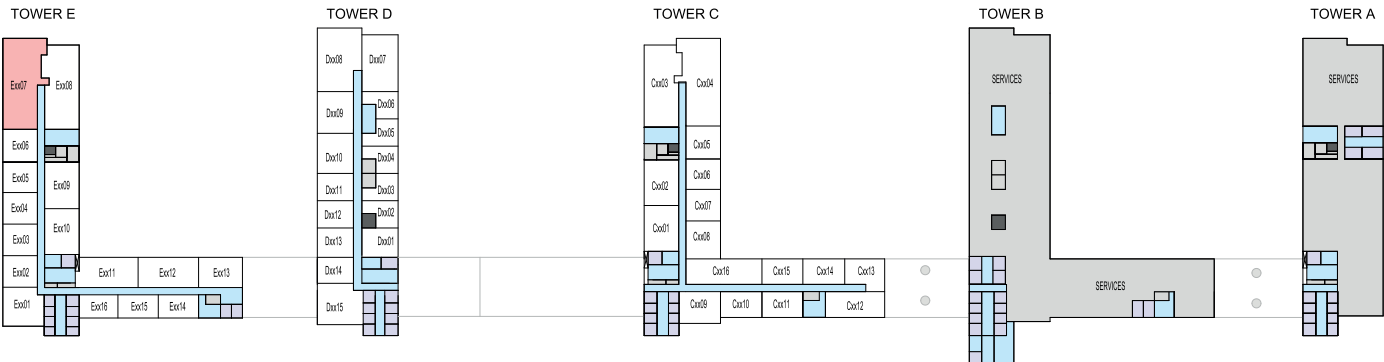 TOWER E
TOWER D
TOWER C
TOWER B
TOWER A
Exx07
Exx08
Exx06
Exx05
Exx09
Exx04
Exx10
Exx03
Exx02
Exx11
Exx12
Exx13
Exx01
Exx16
Exx15
Exx14
Dxx08
Dxx07
Dxx06
Dxx09
Dxx05
Dxx10
Dxx04
Dxx11
Dxx03
Dxx12
Dxx02
Dxx13
Dxx01
Dxx14
Dxx15
Cxx03
Cxx04
Cxx05
Cxx02
Cxx06
Cxx07
Cxx01
Cxx08
Cxx16
Cxx15
Cxx14
Cxx13
Cxx09
Cxx10
Cxx11
Cxx12
SERVICES
SERVICES
SERVICES